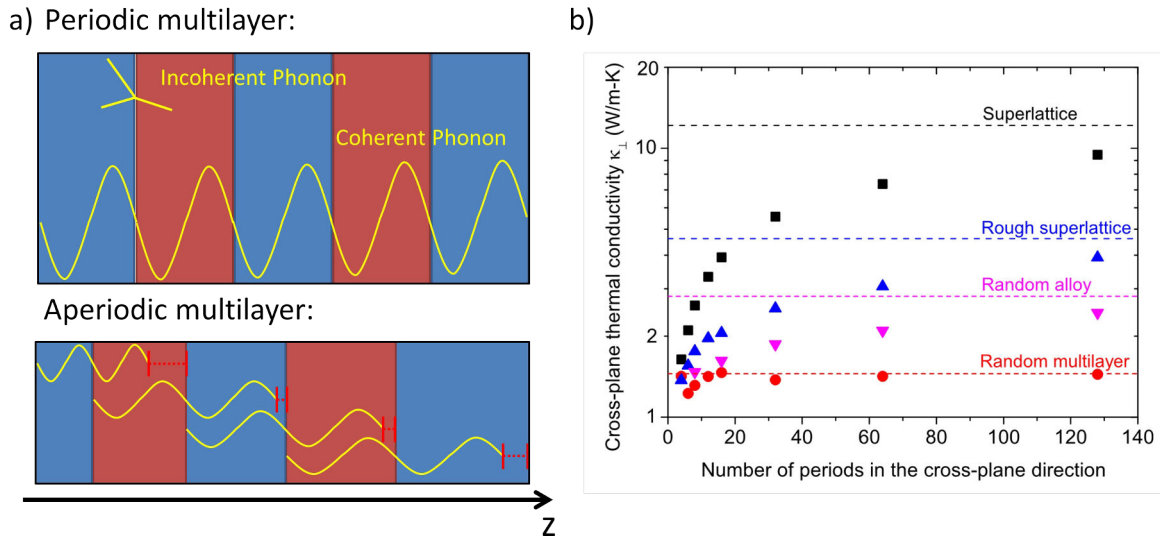 a) Periodic multilayer:
Incoherent Phonon
Coherent Phonon
Aperiodic multilayer:
z
b)
Cross-plane thermal conductivity κ⊥ (W/m-K)
20
10
2
1
Superlattice
Rough superlattice
Random alloy
Random multilayer
0 20 40 60 80 100 120 140
Number of periods in the cross-plane direction